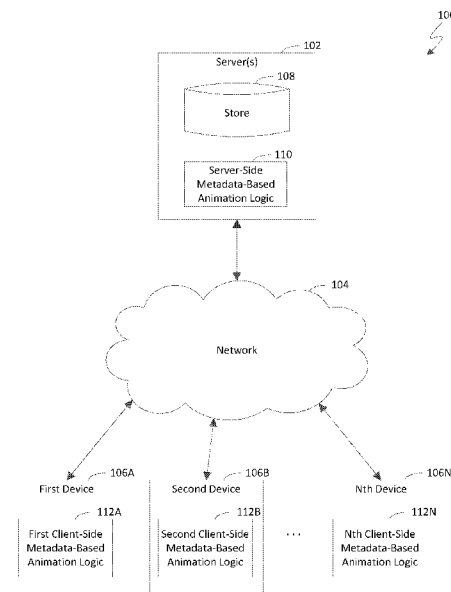 102
Server(s)
108
Store
110
Server-Side
Metadata-Based
Animation Logic
104
Network
106A
106B
106N
First Device
Second Device
Nth Device
112A
112B
112N
First Client-Side
Metadata-Based
Animation Logic
Second Client-Side
Metadata-Based
Animation Logic
...
Nth Client-Side
Metadata-Based
Animation Logic